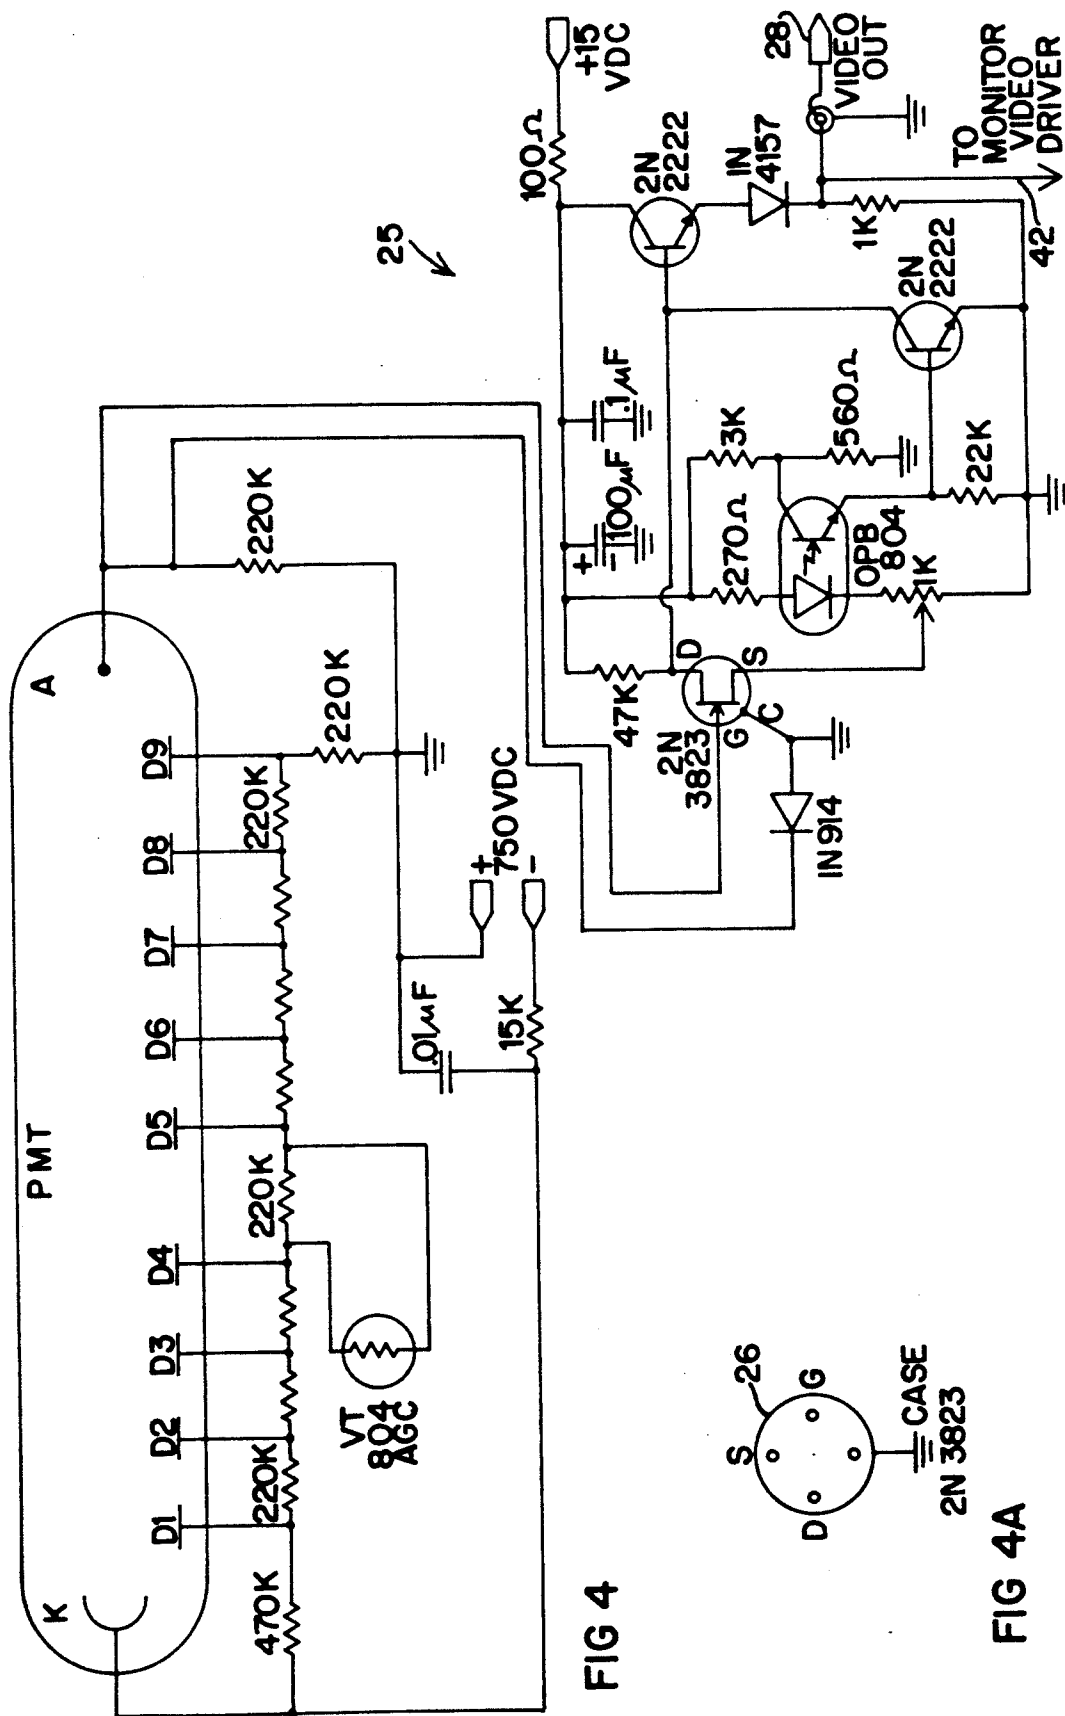 PMT
K
A
D1
D2
D3
D4
D5
D6
D7
D8
D9
470K
220K
220K
220K
220K
220K
VT
804
AGC
.01µF
15K
+
750VDC
-
25
100Ω
+15
VDC
+
-
100µF
.1µF
2N
2222
IN
4157
28
VIDEO
OUT
TO
MONITOR
VIDEO
DRIVER
42
1K
2N
2222
3K
560Ω
270Ω
22K
OPB
804
1K
47K
D
S
G
C
2N
3823
IN914
FIG 4
26
S
G
D
CASE
2N 3823
FIG 4A